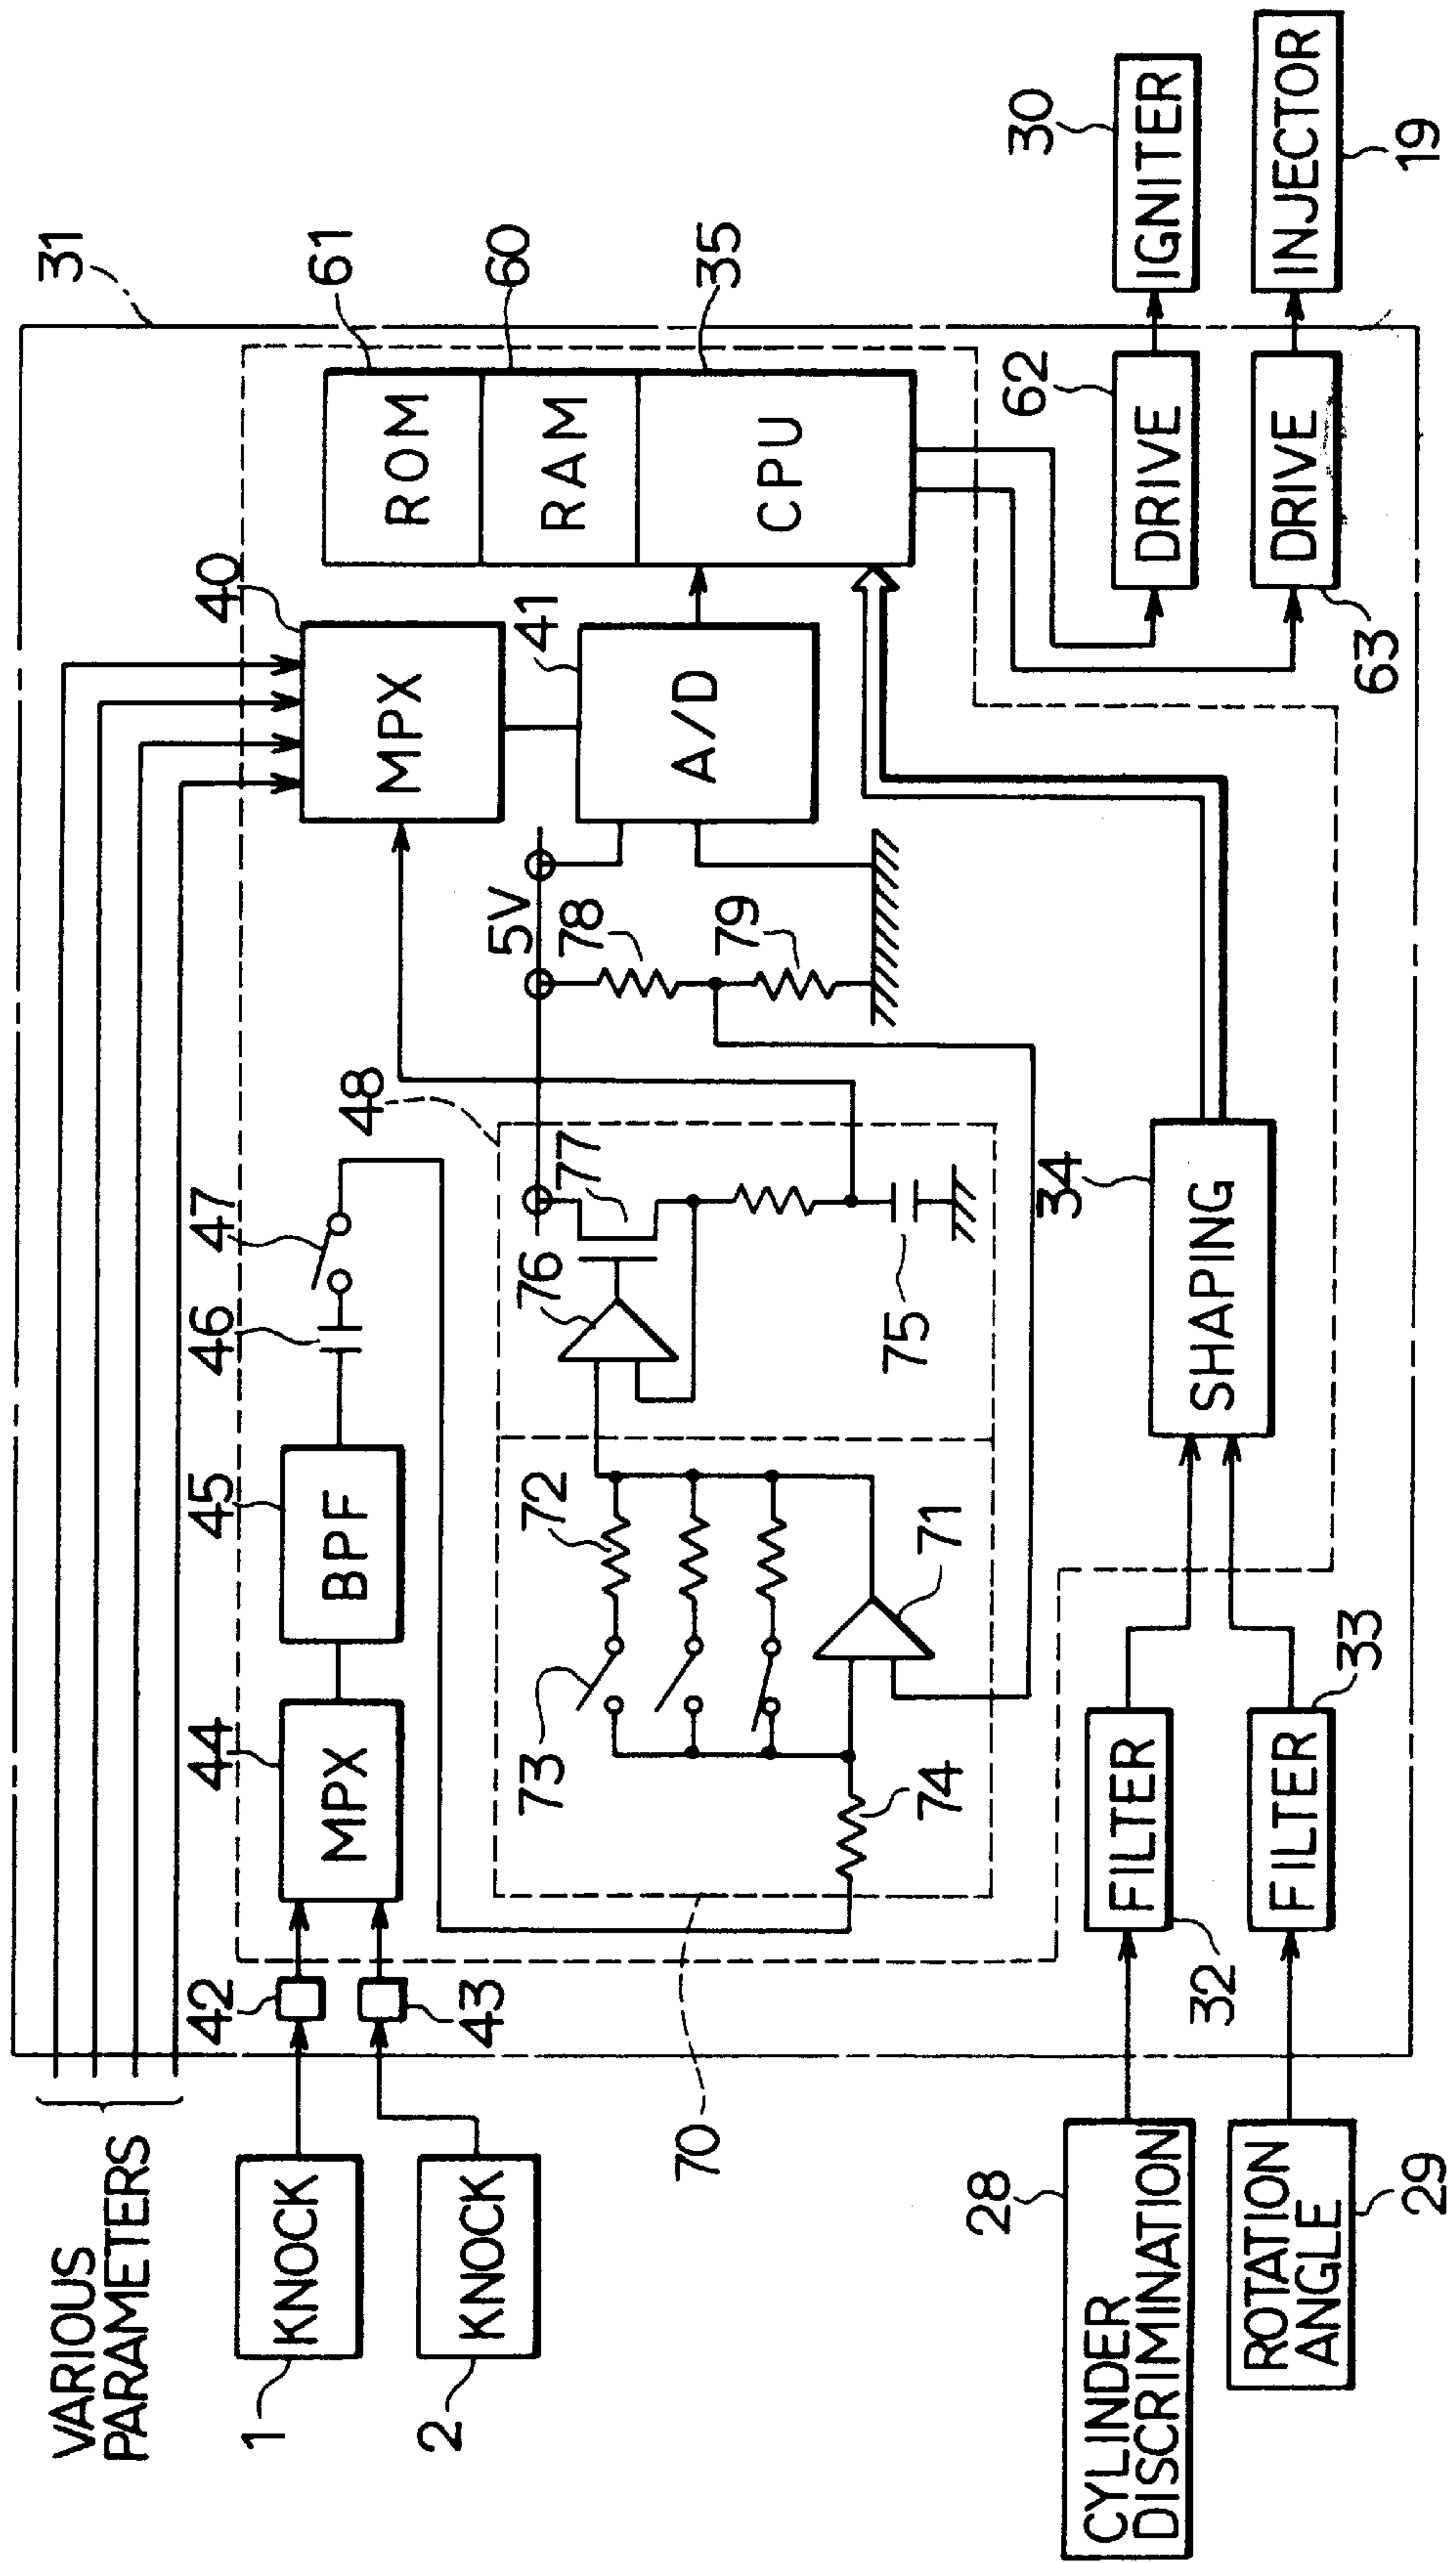 31
VARIOUS
PARAMETERS
1
KNOCK
2
KNOCK
42
43
44
MPX
45
BPF
46
47
48
40
MPX
61
ROM
60
RAM
35
CPU
41
A/D
5V
78
79
77
76
75
72
73
71
74
70
34
SHAPING
62
DRIVE
30
IGNITER
63
DRIVE
19
INJECTOR
28
CYLINDER
DISCRIMINATION
32
FILTER
29
ROTATION
ANGLE
33
FILTER